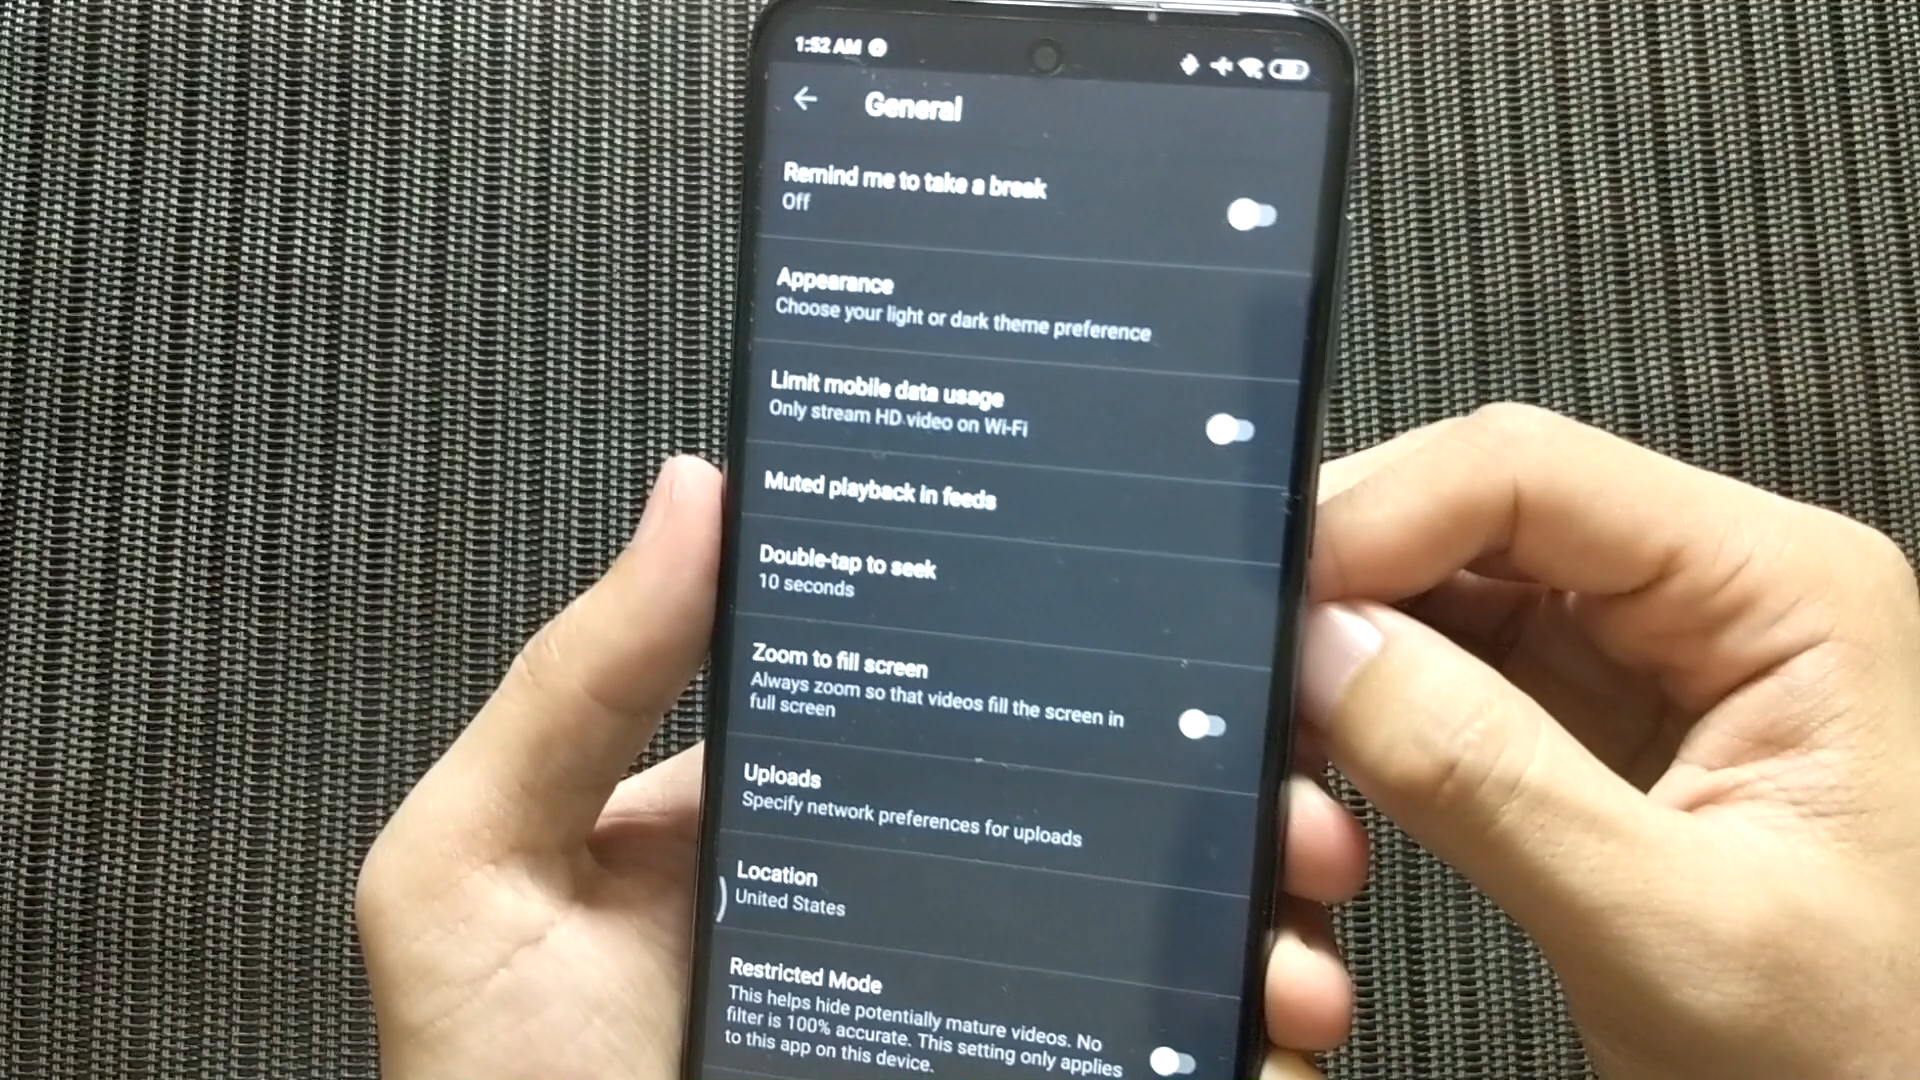 1:52 AM
General
Remind me to take a break
Off
Appearance
Choose your light or dark theme preference
Limit mobile data usage
Only stream HD video on Wi-Fi
Muted playback in feeds
Double-tap to seek
10 seconds
Zoom to fill screen
Always zoom so that videos fill the screen in
full screen
Uploads
Specify network preferences for uploads
Location
United States
Restricted Mode
This helps hide potentially mature videos. No
filter is 100% accurate. This setting only applies
to this app on this device.